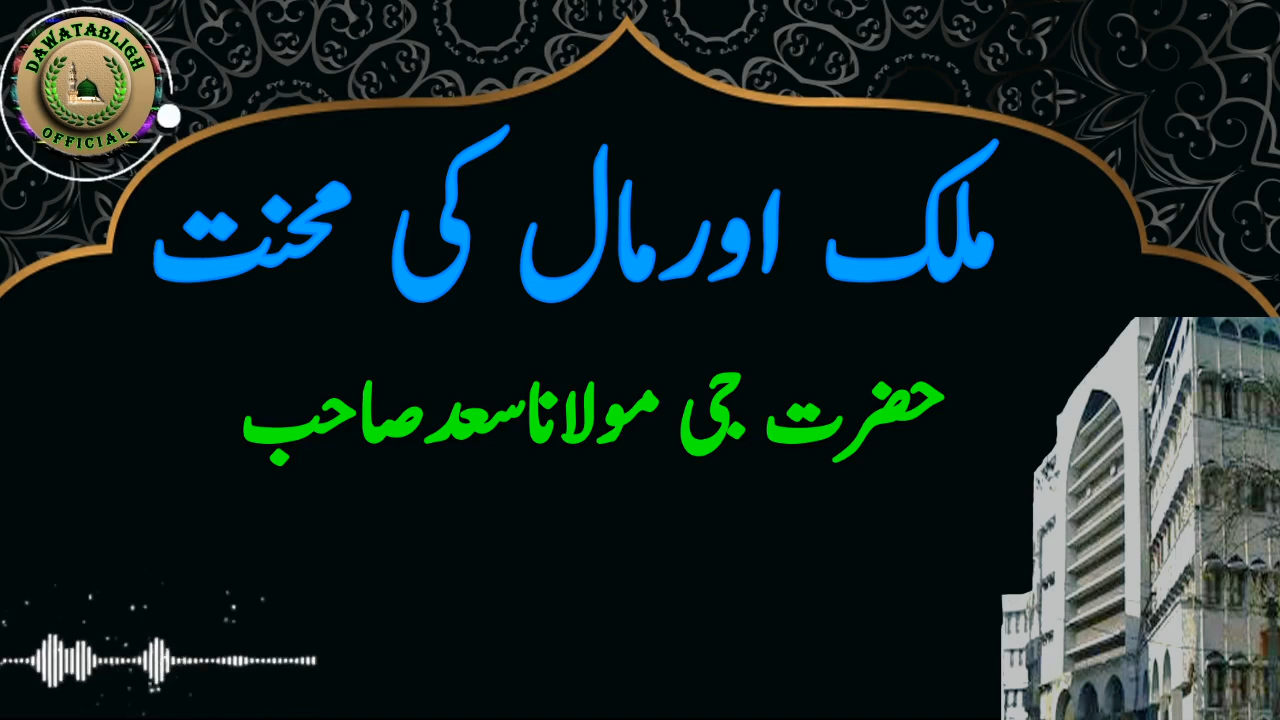 DAWATABLIGH
OFFICIAL
ملک اور مال کی محنت
حضرت جی مولانا سعد صاحب